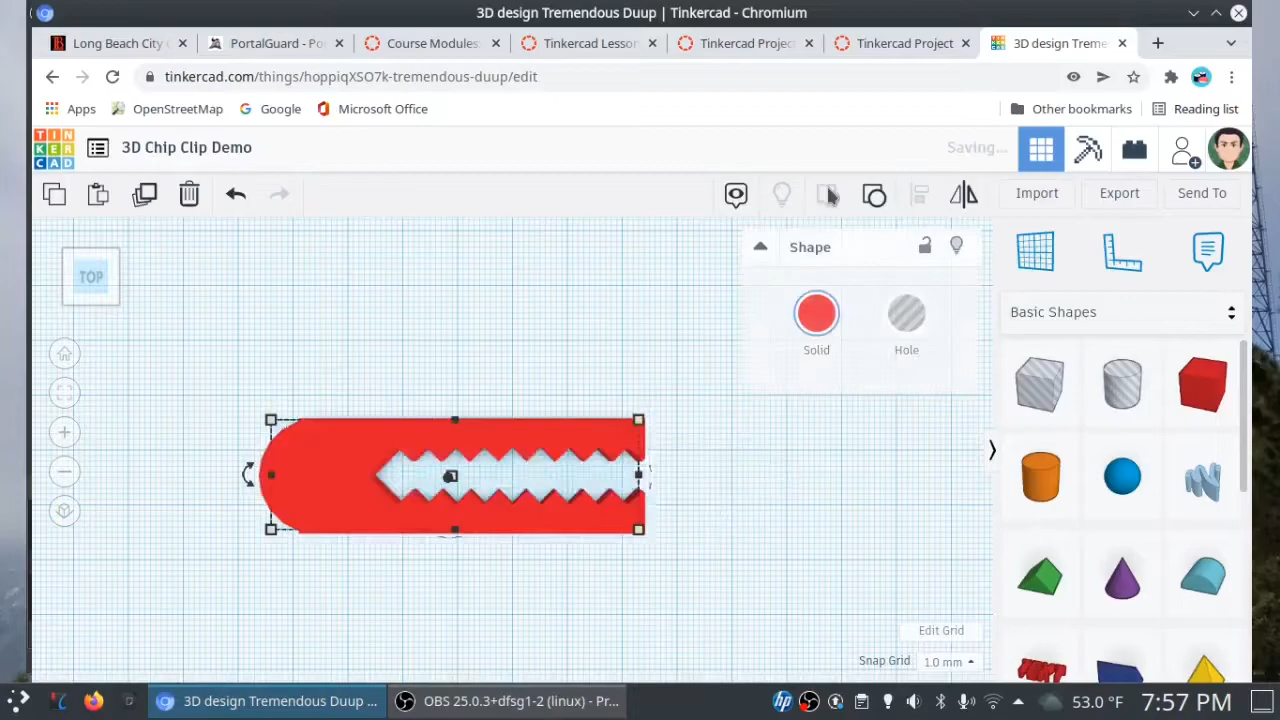 3D design Tremendous Duup | Tinkercad - Chromium
Long Beach City
PortalGuard - Po
Course Modules:
Tinkercad Lesson
Tinkercad Project
Tinkercad Project
3D design Treme
tinkercad.com/things/hoppiqXSO7k-tremendous-duup/edit
Apps
OpenStreetMap
Google
Microsoft Office
Other bookmarks
Reading list
TIN
KER
CAD
3D Chip Clip Demo
Saving...
Import
Export
Send To
TOP
Shape
Solid
Hole
Basic Shapes
Edit Grid
Snap Grid
1.0 mm
3D design Tremendous Duup ...
OBS 25.0.3+dfsg1-2 (linux) - Pr...
hp
53.0 °F
7:57 PM